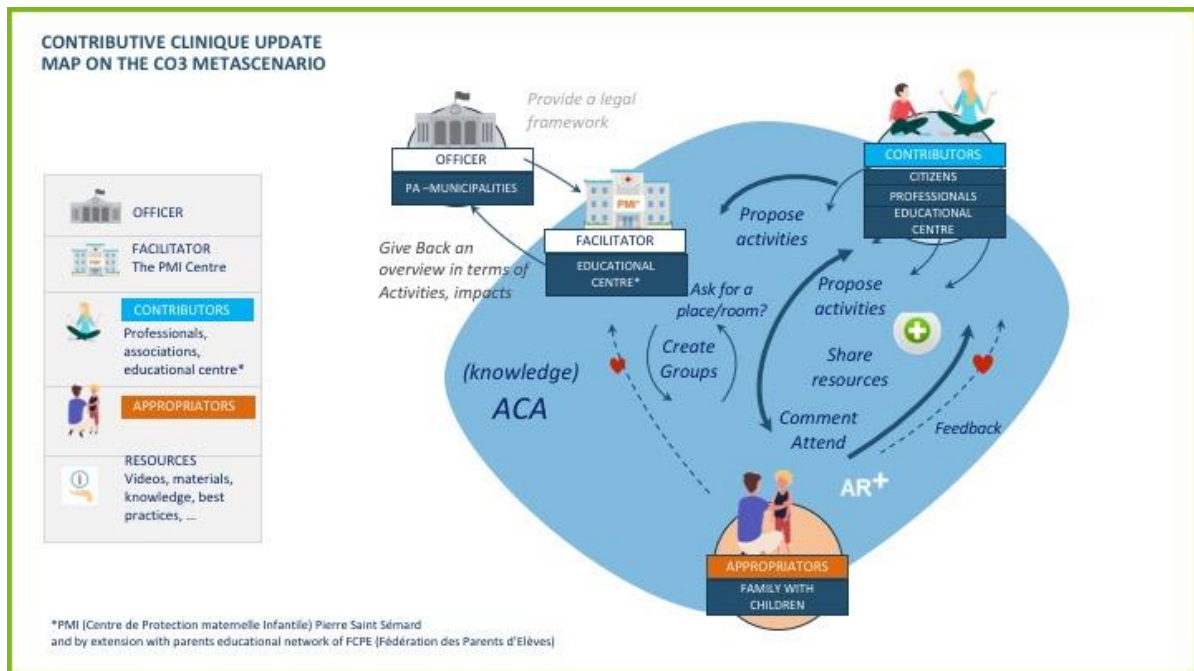 CONTRIBUTIVE CLINIQUE UPDATE
MAP ON THE CO3 METASCENARIO
OFFICER
FACILITATOR
The PMI Centre
CONTRIBUTORS
Professionals,
associations,
educational centre*
APPROPRIATORS
RESOURCES
Videos, materials,
knowledge, best
practices, ...
Provide a legal
framework
OFFICER
PA –MUNICIPALITIES
Give Back an
overview in terms of
Activities, impacts
PMI*
FACILITATOR
EDUCATIONAL
CENTRE*
CONTRIBUTORS
CITIZENS
PROFESSIONALS
EDUCATIONAL
CENTRE
Propose
activities
Ask for a
place/room?
Create
Groups
Propose
activities
Share
resources
(knowledge)
ACA
Comment
Attend
Feedback
AR+
APPROPRIATORS
FAMILY WITH
CHILDREN
*PMI (Centre de Protection maternelle Infantile) Pierre Saint Sémard
and by extension with parents educational network of FCPE (Fédération des Parents d'Elèves)